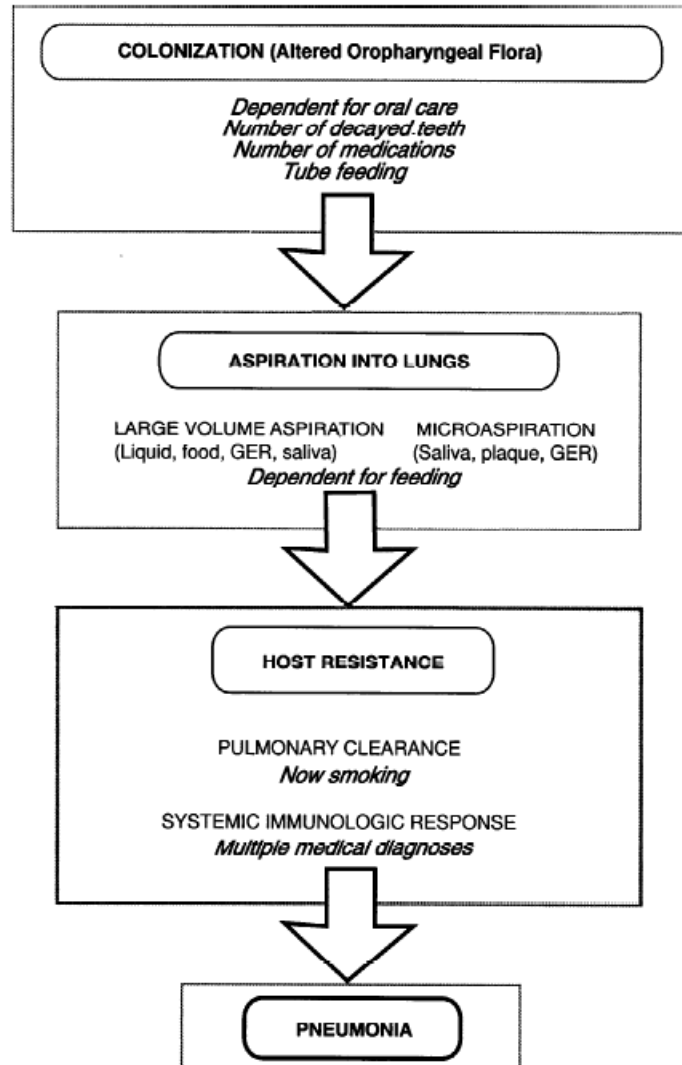 COLONIZATION (Altered Oropharyngeal Flora)
Dependent for oral care
Number of decayed teeth
Number of medications
Tube feeding
ASPIRATION INTO LUNGS
LARGE VOLUME ASPIRATION MICROASPIRATION
(Liquid, food, GER, saliva) (Saliva, plaque, GER)
Dependent for feeding
HOST RESISTANCE
PULMONARY CLEARANCE
Now smoking
SYSTEMIC IMMUNOLOGIC RESPONSE
Multiple medical diagnoses
PNEUMONIA